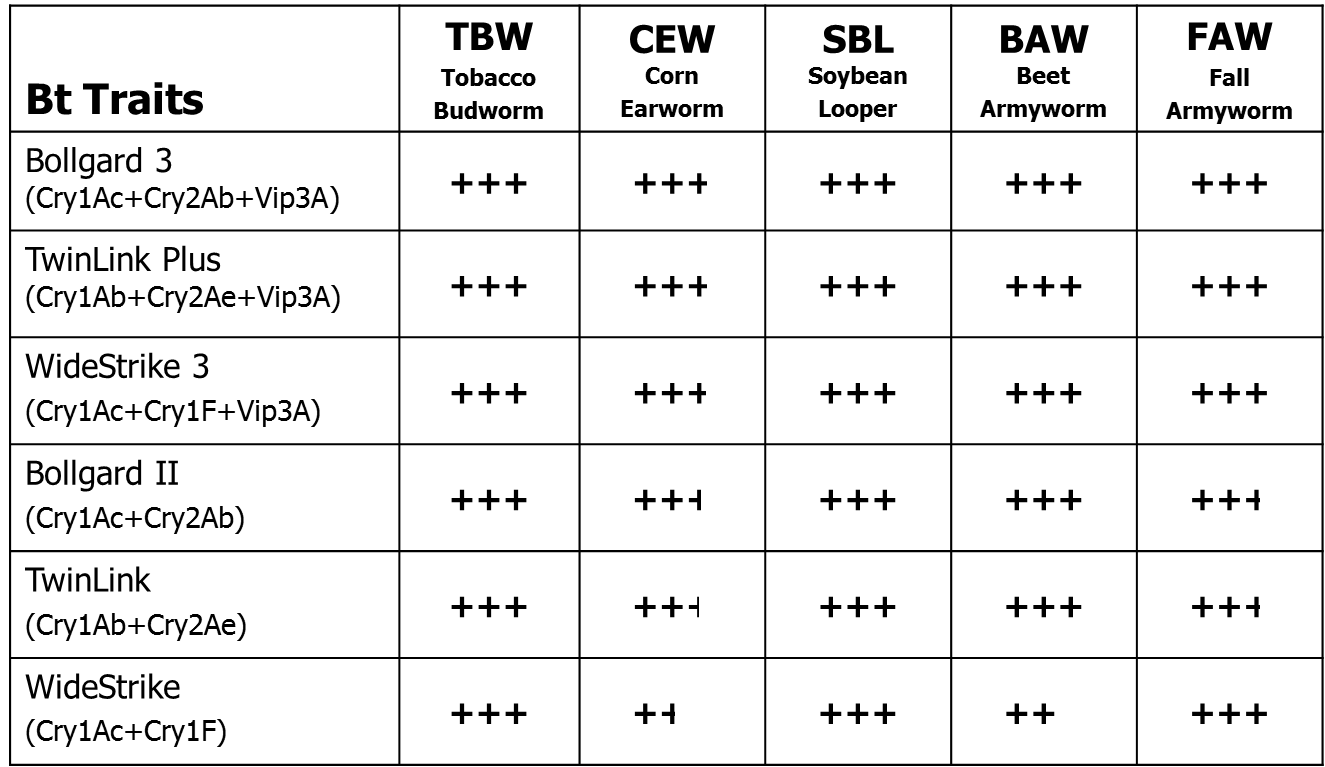 Bt Traits
TBW
Tobacco
Budworm
CEW
Corn
Earworm
SBL
Soybean
Looper
BAW
Beet
Armyworm
FAW
Fall
Armyworm
Bollgard 3
(Cry1Ac+Cry2Ab+Vip3A)
+++
+++
+++
+++
+++
TwinLink Plus
(Cry1Ab+Cry2Ae+Vip3A)
+++
+++
+++
+++
+++
WideStrike 3
(Cry1Ac+Cry1F+Vip3A)
+++
+++
+++
+++
+++
Bollgard II
(Cry1Ac+Cry2Ab)
+++
+++
+++
+++
+++
TwinLink
(Cry1Ab+Cry2Ae)
+++
+++
+++
+++
+++
WideStrike
(Cry1Ac+Cry1F)
+++
++
+++
++
+++